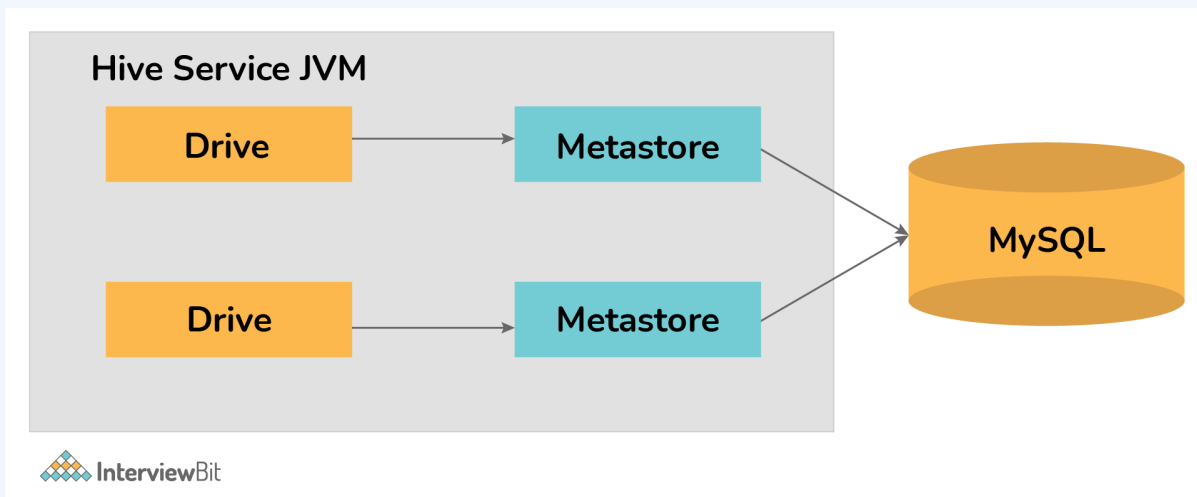 Hive Service JVM
Drive
Metastore
MySQL
Drive
Metastore
InterviewBit